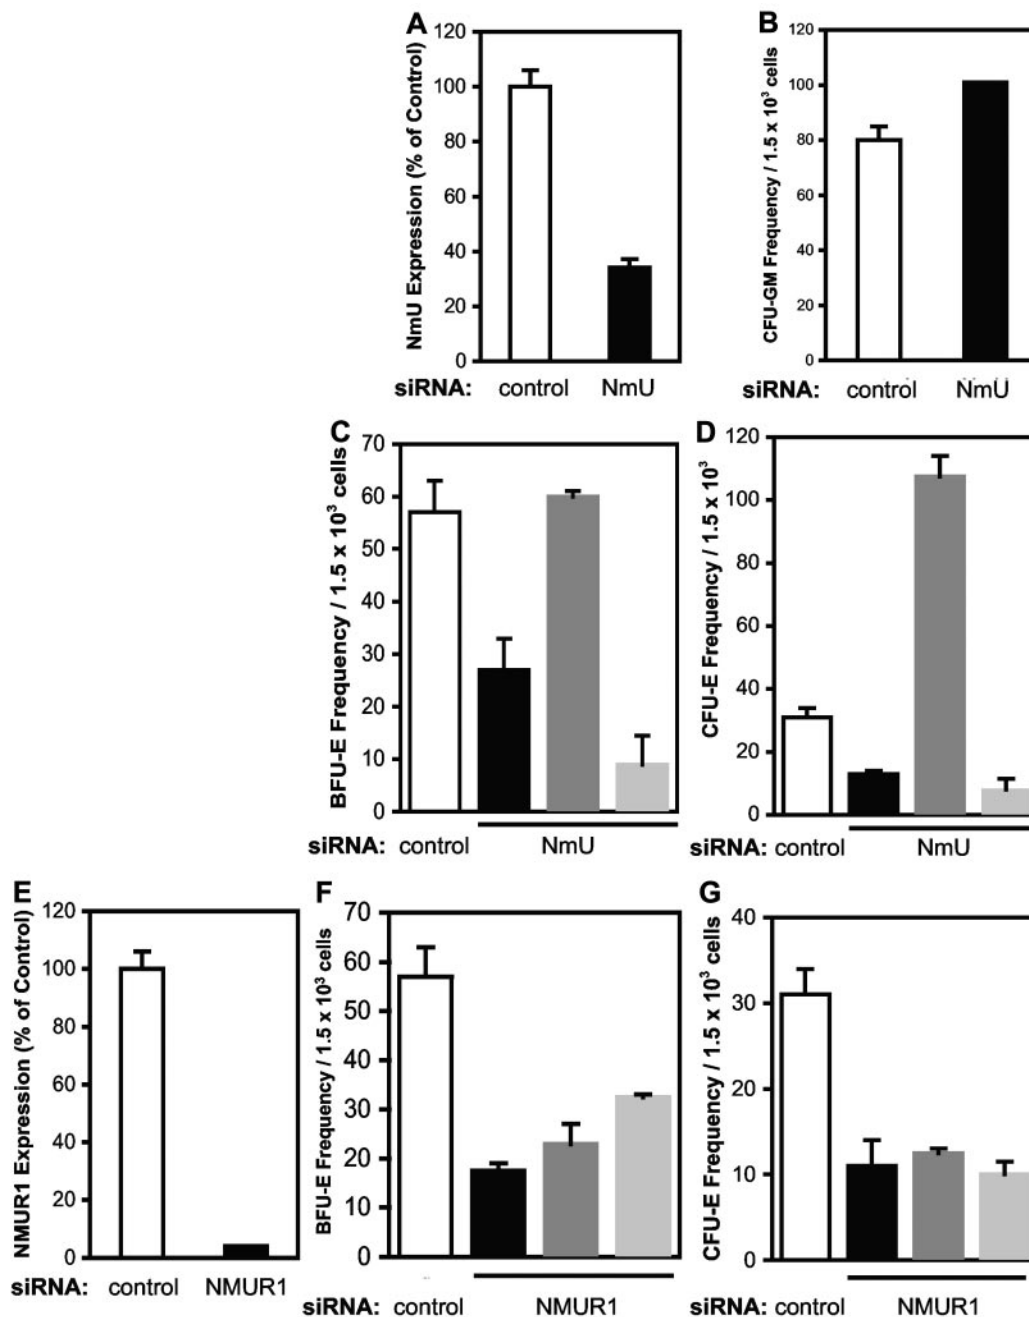 A
NmU Expression (% of Control)
120
100
80
60
40
20
0
siRNA: control NmU
B
CFU-GM Frequency / 1.5 x 10³ cells
120
100
80
60
40
20
0
control NmU
C
BFU-E Frequency / 1.5 x 10³ cells
70
60
50
40
30
20
10
0
siRNA: control NmU
D
CFU-E Frequency / 1.5 x 10³
120
100
80
60
40
20
0
siRNA: control NmU
E
NMUR1 Expression (% of Control)
120
100
80
60
40
20
0
siRNA: control NMUR1
F
BFU-E Frequency / 1.5 x 10³ cells
70
60
50
40
30
20
10
0
siRNA: control NMUR1
G
CFU-E Frequency / 1.5 x 10³ cells
40
30
20
10
0
siRNA: control NMUR1